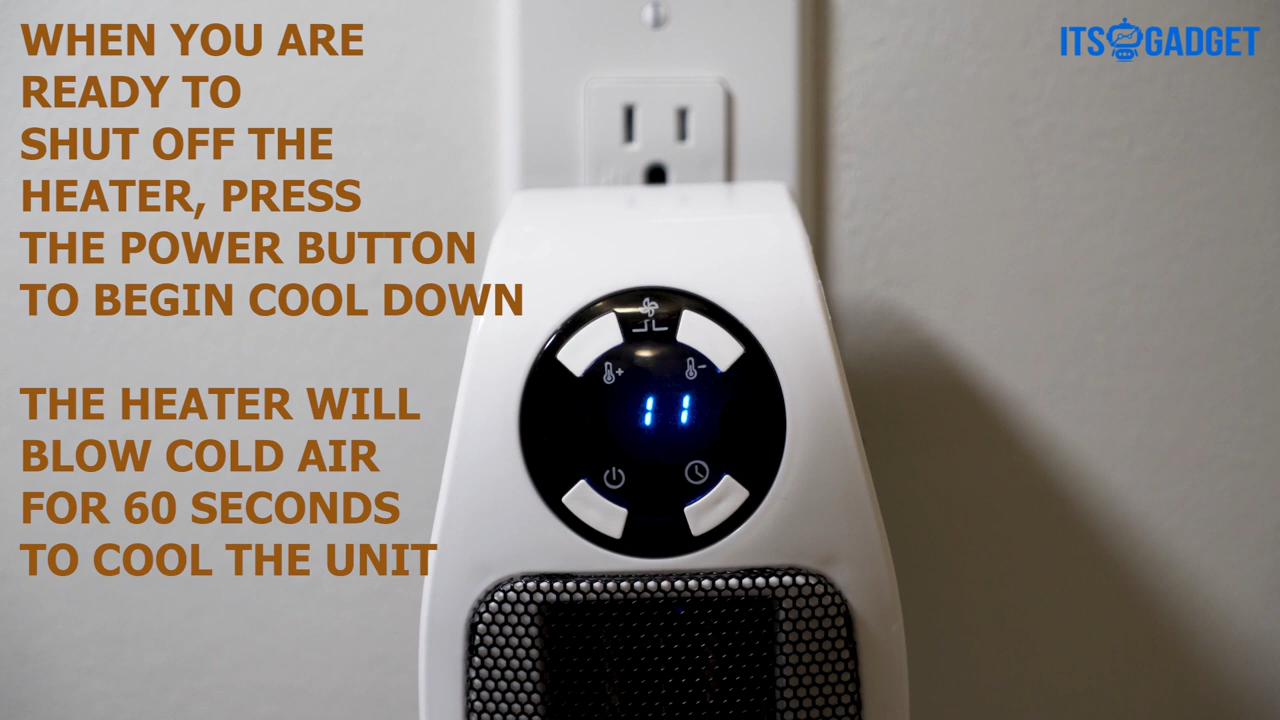 WHEN YOU ARE
READY TO
SHUT OFF THE
HEATER, PRESS
THE POWER BUTTON
TO BEGIN COOL DOWN
THE HEATER WILL
BLOW COLD AIR
FOR 60 SECONDS
TO COOL THE UNIT
ITS GADGET
11